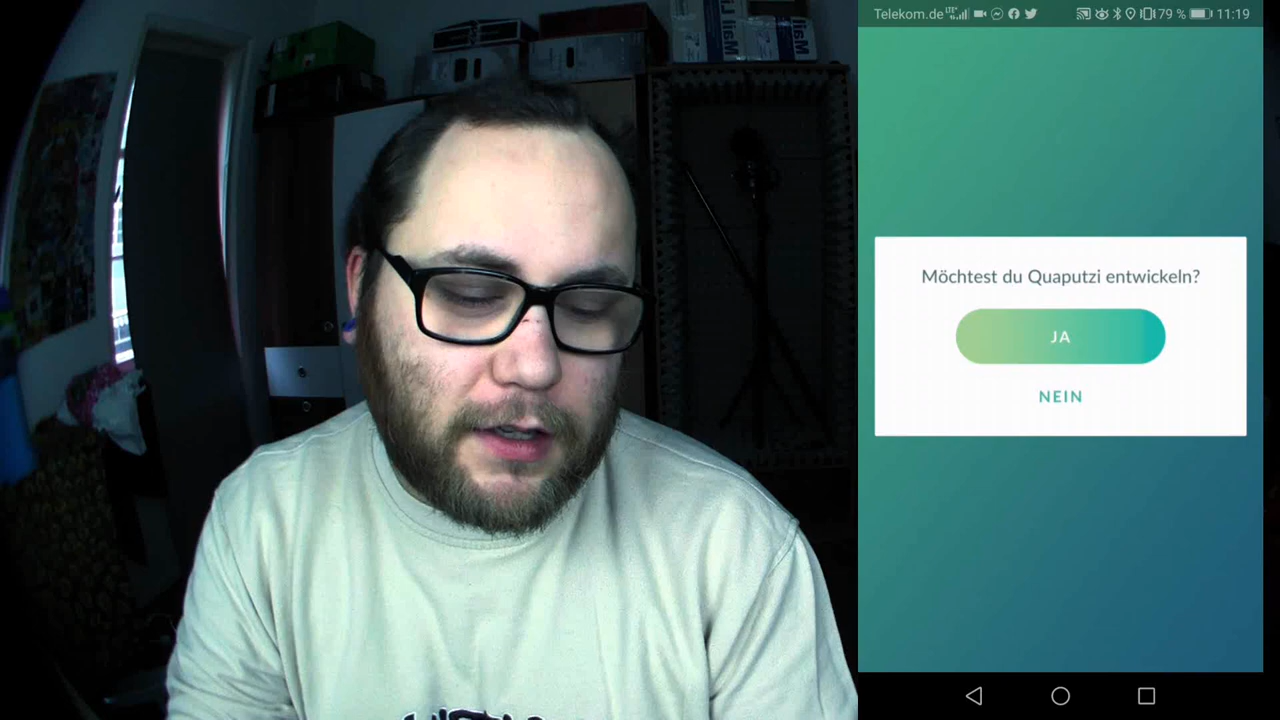 Telekom.de 79 % 11:19
Möchtest du Quaputzi entwickeln?
JA
NEIN